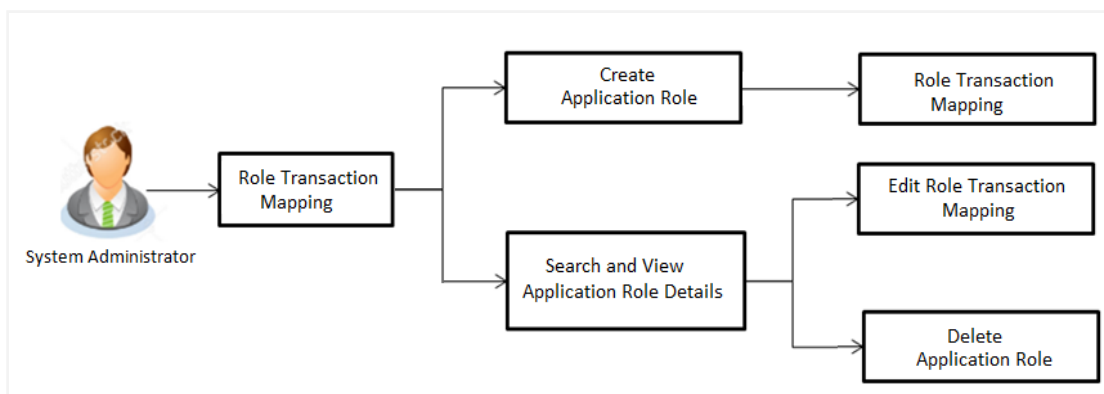 Create
Application Role
Role Transaction
Mapping
Role Transaction
Mapping
Edit Role Transaction
Mapping
System Administrator
Search and View
Application Role Details
Delete
Application Role